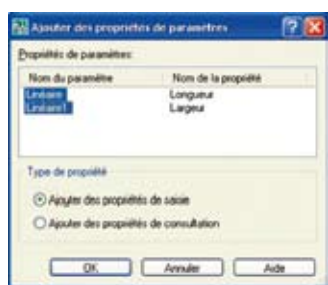 Ajouter des propriétés de paramètres
Propriétés de paramètres:
Nom du paramètre Nom de la propriété
Linéaire Longueur
Linéaire1 Largeur
Type de propriété
Ajouter des propriétés de saisie
Ajouter des propriétés de consultation
OK Annuler Aide